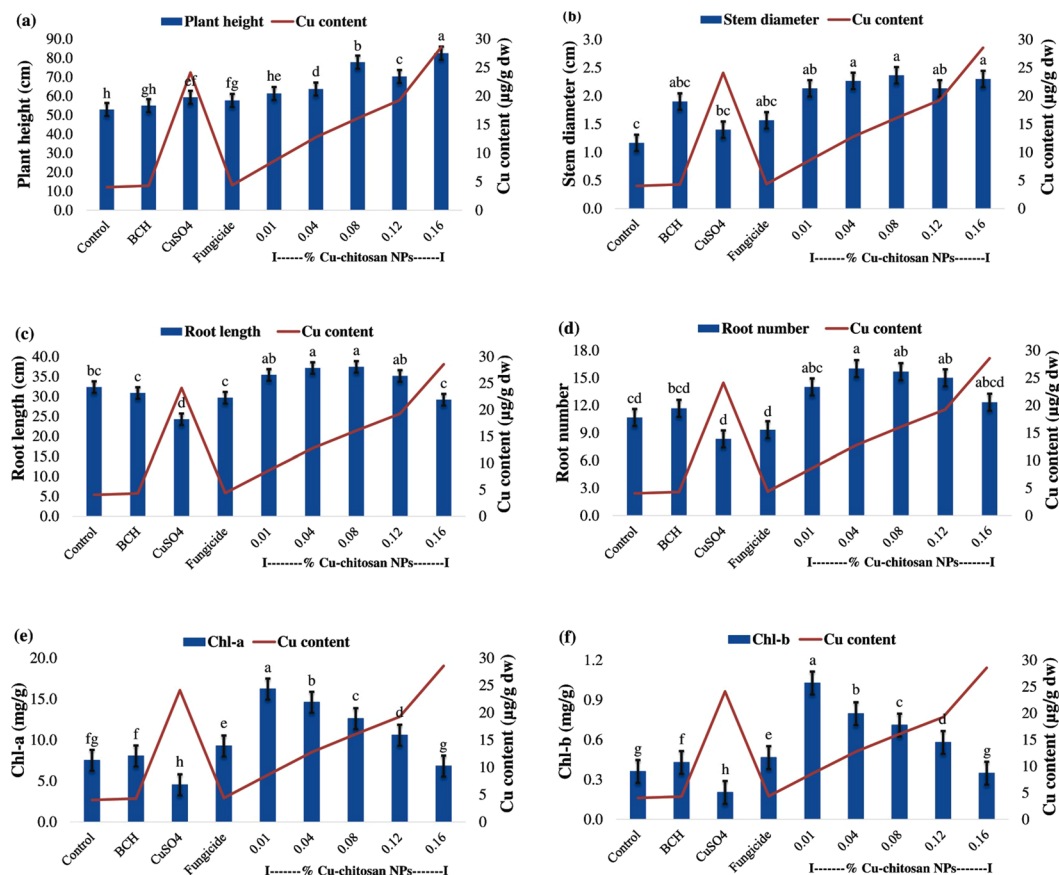 (a) Plant height Cu content
Plant height (cm)
90.0
80.0
70.0
60.0
50.0
40.0
30.0
20.0
10.0
0.0
h gh ef fg he d b c a
30
25
20
15
10
5
0
Cu content (µg/g dw)
Control BCH CuSO4 Fungicide 0.01 0.04 0.08 0.12 0.16
I------% Cu-chitosan NPs------I
(b) Stem diameter Cu content
Stem diameter (cm)
3.0
2.5
2.0
1.5
1.0
0.5
0.0
c abc bc abc ab a a ab a
30
25
20
15
10
5
0
Cu content (µg/g dw)
Control BCH CuSO4 Fungicide 0.01 0.04 0.08 0.12 0.16
I------% Cu-chitosan NPs------I
(c) Root length Cu content
Root length (cm)
40.0
35.0
30.0
25.0
20.0
15.0
10.0
5.0
0.0
bc c d c ab a a ab c
30
25
20
15
10
5
0
Cu content (µg/g dw)
Control BCH CuSO4 Fungicide 0.01 0.04 0.08 0.12 0.16
I-------% Cu-chitosan NPs-------I
(d) Root number Cu content
Root number
18.0
15.0
12.0
9.0
6.0
3.0
0.0
cd bcd d d abc a ab ab abcd
30
25
20
15
10
5
0
Cu content (µg/g dw)
Control BCH CuSO4 Fungicide 0.01 0.04 0.08 0.12 0.16
I-------% Cu-chitosan NPs-------I
(e) Chl-a Cu content
Chl-a (mg/g)
20.0
15.0
10.0
5.0
0.0
fg f h e a b c d g
30
25
20
15
10
5
0
Cu content (µg/g dw)
Control BCH CuSO4 Fungicide 0.01 0.04 0.08 0.12 0.16
I------% Cu-chitosan NPs------I
(f) Chl-b Cu content
Chl-b (mg/g)
1.2
0.9
0.6
0.3
0.0
g f h e a b c d g
30
25
20
15
10
5
0
Cu content (µg/g dw)
Control BCH CuSO4 Fungicide 0.01 0.04 0.08 0.12 0.16
I------% Cu-chitosan NPs------I